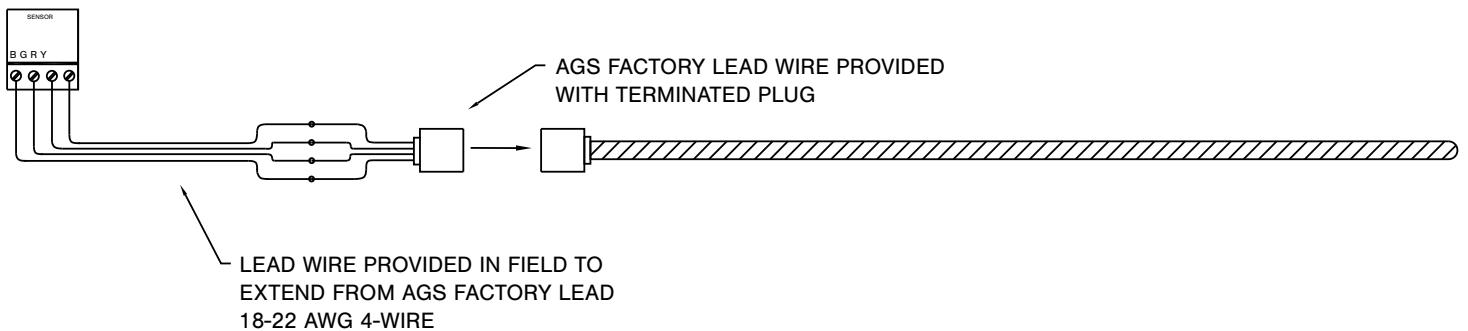 SENSOR
B G R Y
AGS FACTORY LEAD WIRE PROVIDED
WITH TERMINATED PLUG
LEAD WIRE PROVIDED IN FIELD TO
EXTEND FROM AGS FACTORY LEAD
18-22 AWG 4-WIRE